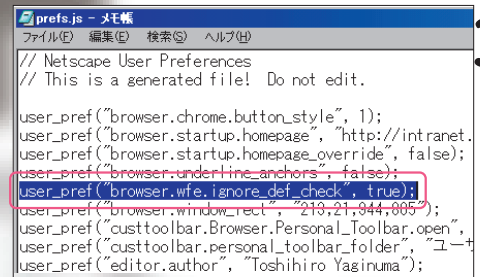 prefs.js - メモ帳
ファイル(F) 編集(E) 検索(S) ヘルプ(H)
// Netscape User Preferences
// This is a generated file! Do not edit.
user_pref("browser.chrome.button_style", 1);
user_pref("browser.startup.homepage", "http://intranet.
user_pref("browser.startup.homepage_override", false);
user_pref("browser.underline_anchors", false);
user_pref("browser.wfe.ignore_def_check", true);
user_pref("browser.window_rect", "213,21,944,805");
user_pref("custtoolbar.Browser.Personal_Toolbar.open",
user_pref("custtoolbar.personal_toolbar_folder", "ユーザ
user_pref("editor.author", "Toshihiro Yaginuma");